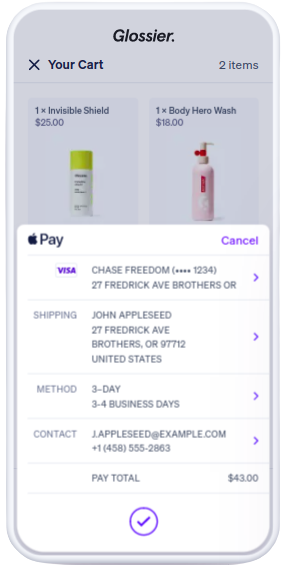 Glossier.
Your Cart
2 items
1 × Invisible Shield
$25.00
1 × Body Hero Wash
$18.00
Pay
Cancel
VISA
CHASE FREEDOM (•••• 1234)
27 FREDRICK AVE BROTHERS OR
SHIPPING
JOHN APPLESEED
27 FREDRICK AVE
BROTHERS, OR 97712
UNITED STATES
METHOD
3-DAY
3-4 BUSINESS DAYS
CONTACT
J.APPLESEED@EXAMPLE.COM
+1 (458) 555-2863
PAY TOTAL
$43.00